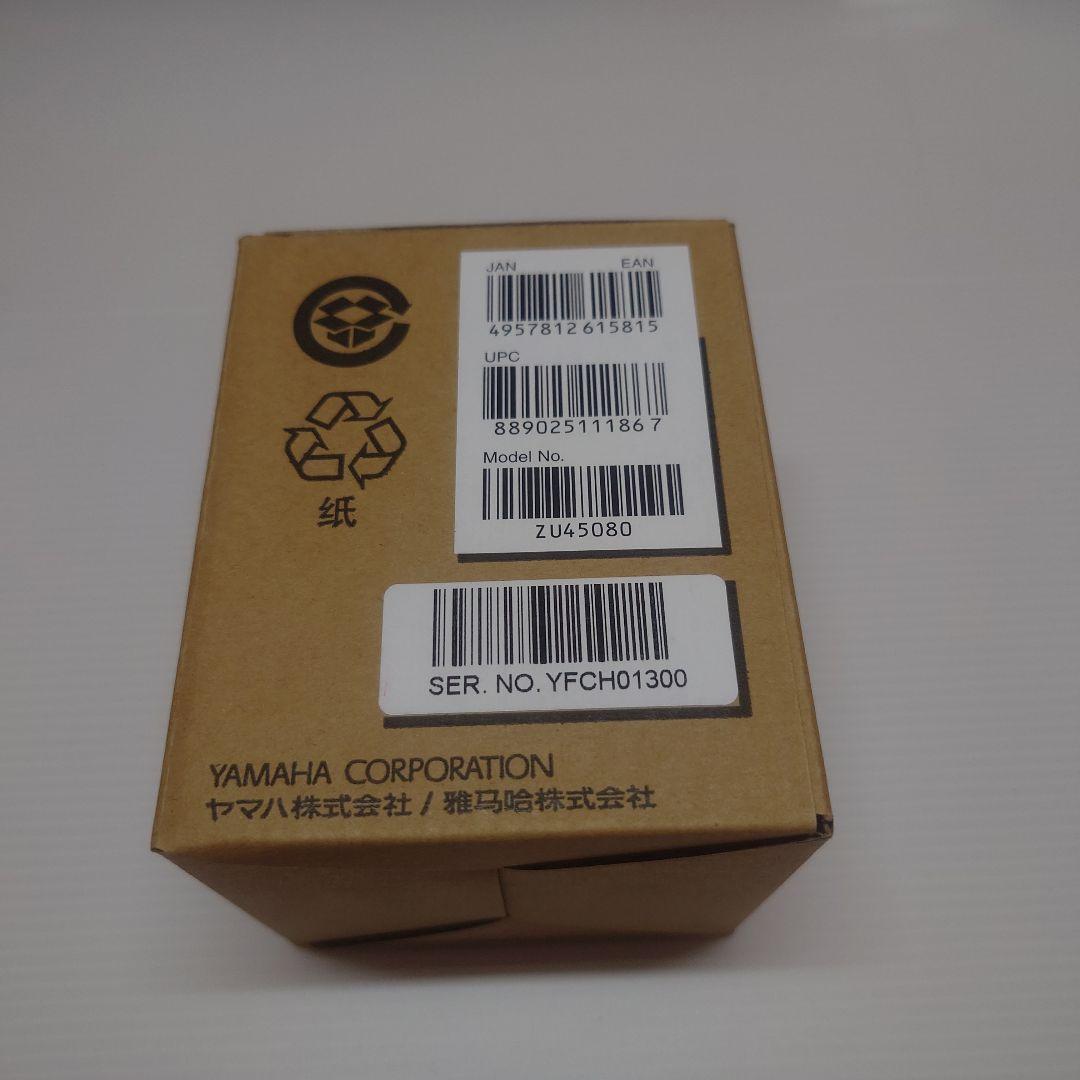 JAN EAN
4957812615815
UPC
889025111867
Model No.
ZU45080
纸
SER. NO. YFCH01300
YAMAHA CORPORATION
ヤマハ株式会社 / 雅马哈株式会社